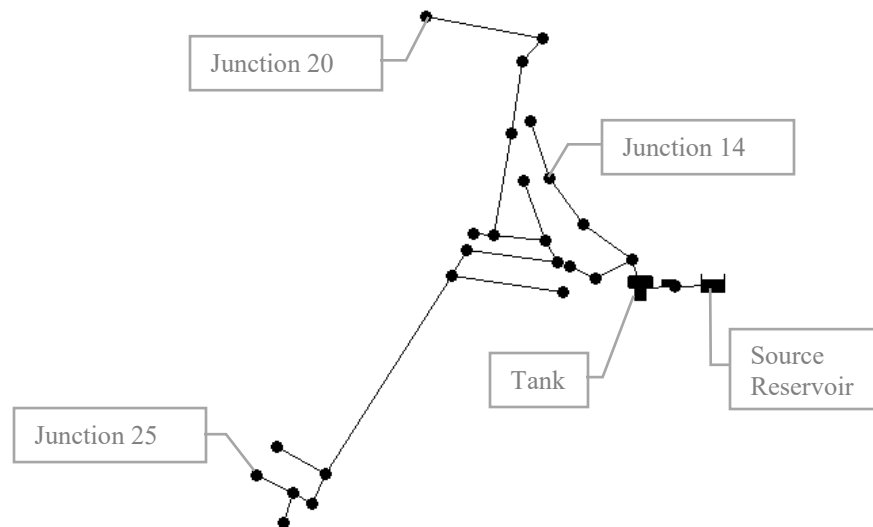 Junction 20
Junction 14
Tank
Source
Reservoir
Junction 25